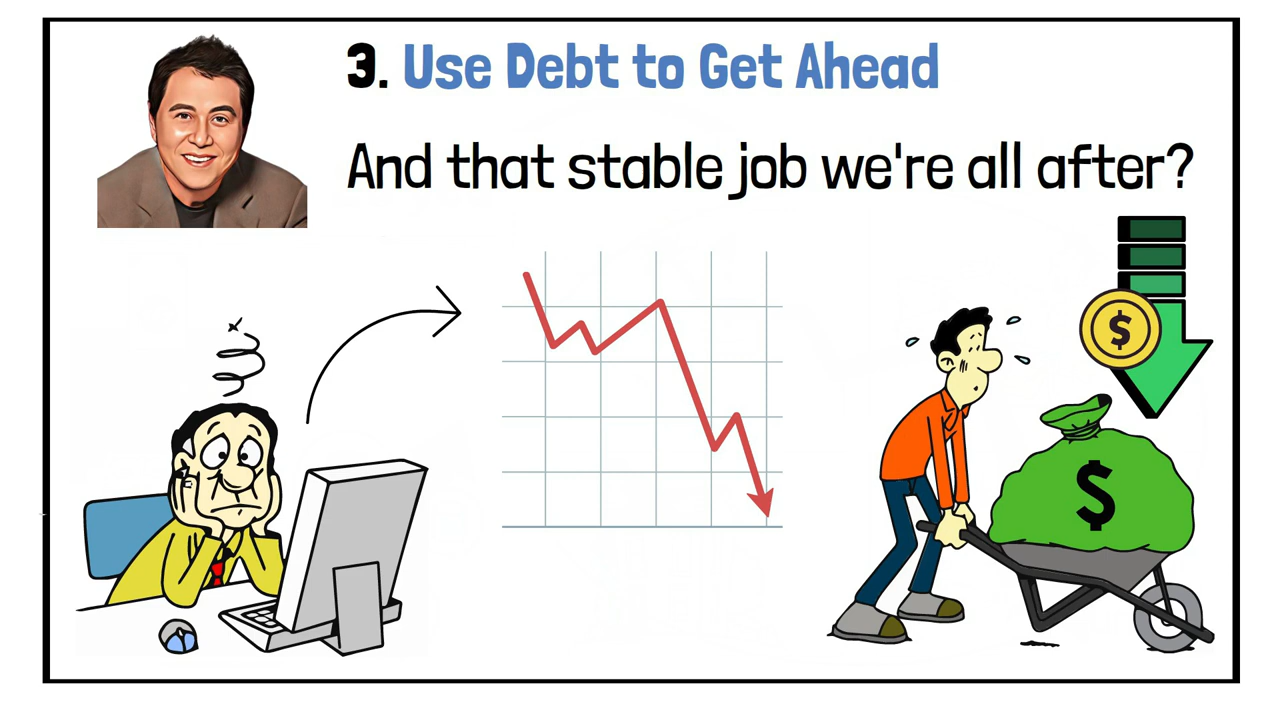 3. Use Debt to Get Ahead
And that stable job we're all after?
$
$